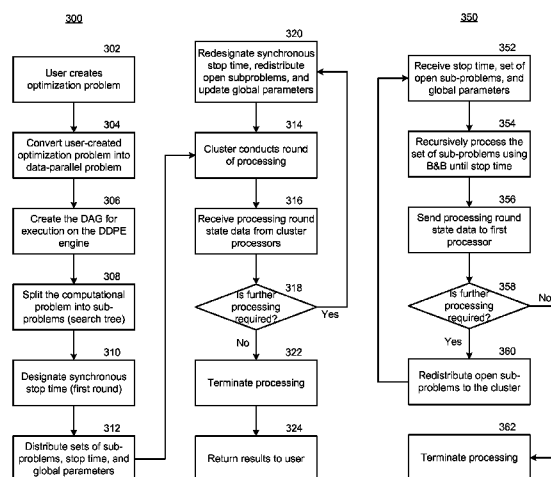 300
302
User creates
optimization problem
304
Convert user-created
optimization problem into
data-parallel problem
306
Create the DAG for
execution on the DDPE
engine
308
Split the computational
problem into sub-
problems (search tree)
310
Designate synchronous
stop time (first round)
312
Distribute sets of sub-
problems, stop time, and
global parameters
320
Redesignate synchronous
stop time, redistribute
open subproblems, and
update global parameters
314
Cluster conducts round
of processing
316
Receive processing round
state data from cluster
processors
318
Is further
processing
required?
Yes
No
322
Terminate processing
324
Return results to user
350
352
Receive stop time, set of
open sub-problems, and
global parameters
354
Recursively process the
set of sub-problems using
B&B until stop time
356
Send processing round
state data to first
processor
358
Is further
processing
required?
No
Yes
360
Redistribute open sub-
problems to the cluster
362
Terminate processing